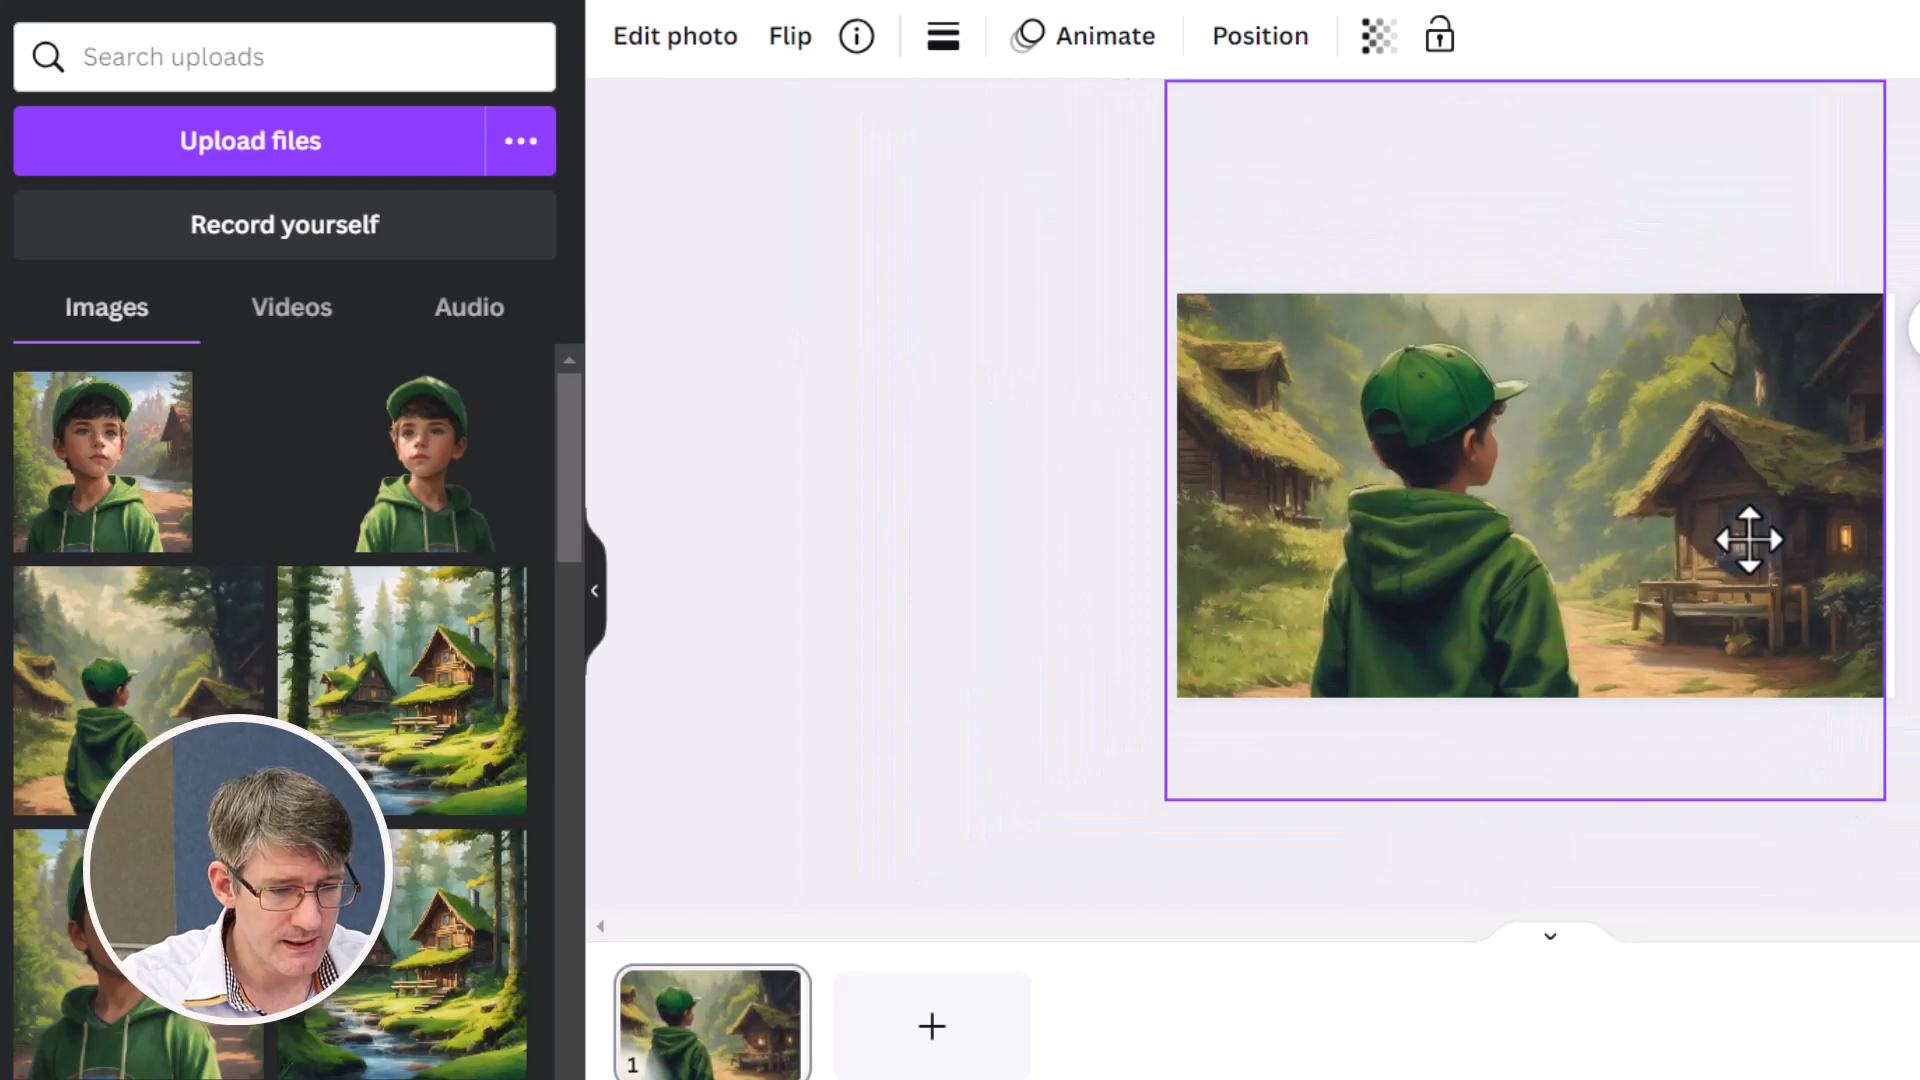 Search uploads
Upload files
Record yourself
Images Videos Audio
Edit photo Flip Animate Position
1